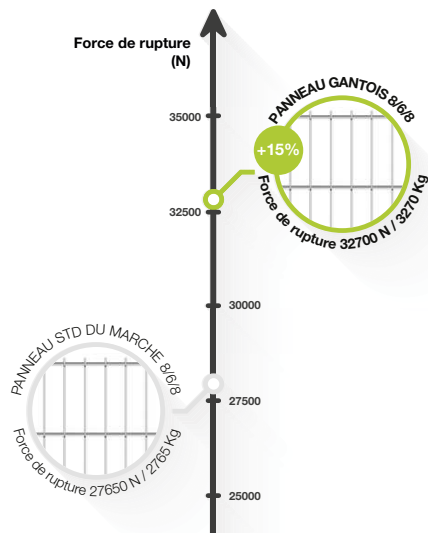 Force de rupture
(N)
PANNEAU GANTOIS 8/6/8
35000
+15%
Force de rupture 32700 N / 3270 Kg
32500
30000
PANNEAU STD DU MARCHE 8/6/8
27500
Force de rupture 27650 N / 2765 Kg
25000